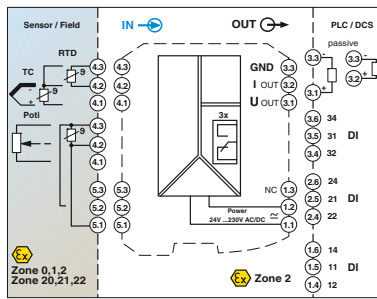 Sensor / Field
IN
OUT
PLC / DCS
passive
RTD
TC
ϑ
ϑ
Poti
ϑ
4.3
4.2
4.1
4.3
4.2
4.1
5.3
5.2
5.1
4.3
4.2
4.1
4.3
4.2
4.1
5.3
5.2
5.1
GND
I OUT
U OUT
3x
NC
Power
24V ...230V AC/DC
3.3
3.2
3.1
1.3
1.2
1.1
3.3
3.1
3.3
3.2
3.6 34
3.5 31 DI
3.4 32
2.6 24
2.5 21 DI
2.4 22
1.6 14
1.5 11 DI
1.4 12
Ex
Zone 0,1,2
Zone 20,21,22
Ex Zone 2